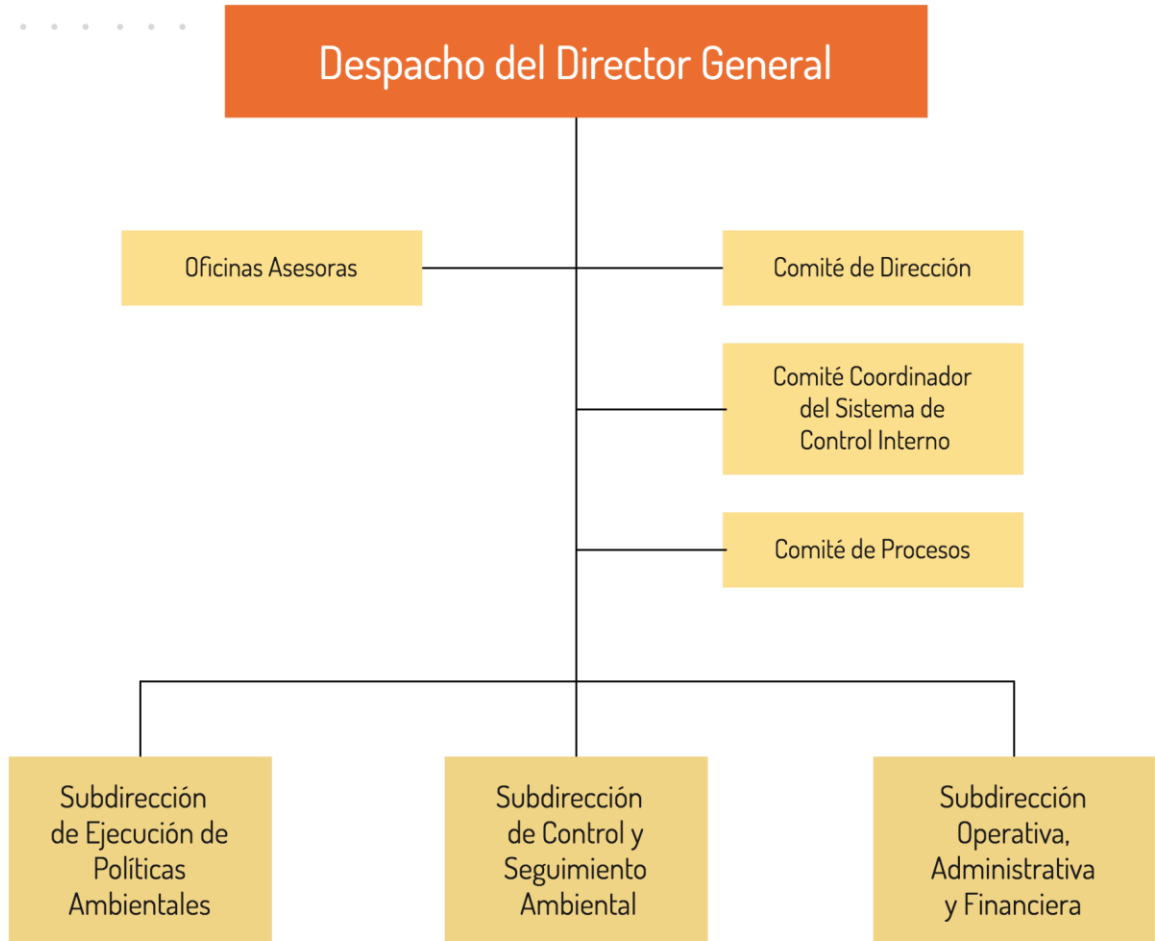 Despacho del Director General
Oficinas Asesoras
Comité de Dirección
Comité Coordinador
del Sistema de
Control Interno
Comité de Procesos
Subdirección
de Ejecución de
Políticas
Ambientales
Subdirección
de Control y
Seguimiento
Ambiental
Subdirección
Operativa,
Administrativa
y Financiera